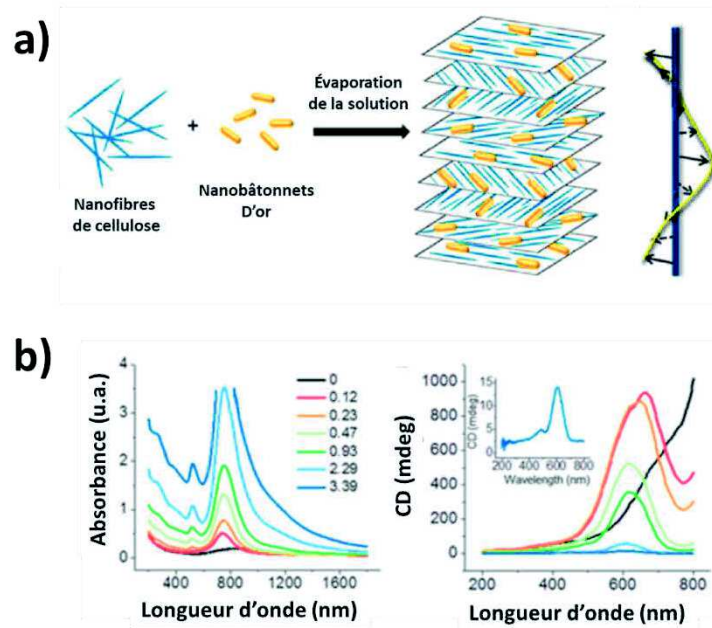 a)
Évaporation
de la solution
+
Nanofibres
de cellulose
Nanobâtonnets
D'or
b)
Absorbance (u.a.)
4
3
2
1
0
0
0.12
0.23
0.47
0.93
2.29
3.39
400 800 1200 1600
Longueur d'onde (nm)
CD (mdeg)
1000
800
600
400
200
0
CD (mdeg)
15
10
5
0
200 400 600 800
Wavelength (nm)
200 400 600 800
Longueur d'onde (nm)